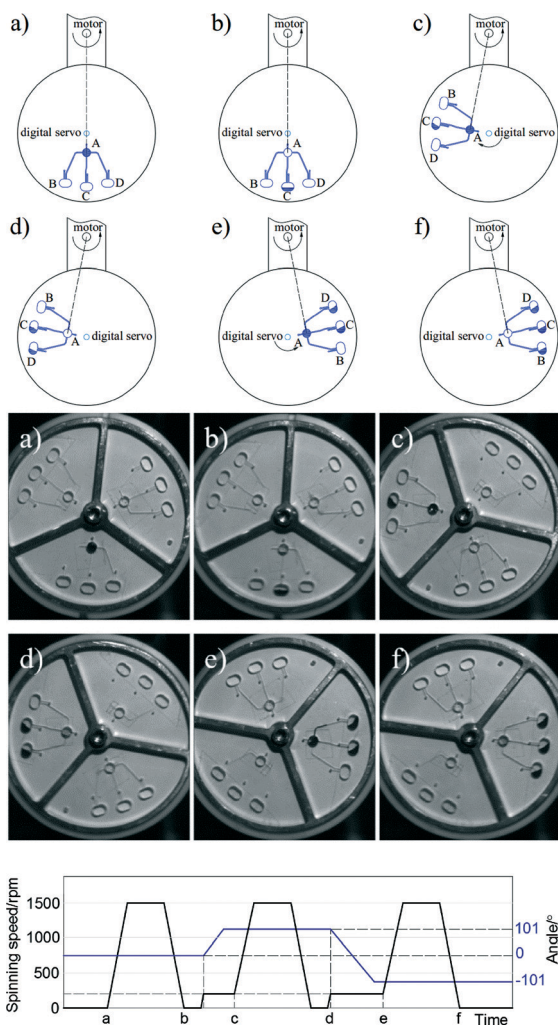 a)
b)
c)
motor
motor
motor
digital servo
A
B
C
D
digital servo
A
B
C
D
B
C
D
A
digital servo
d)
e)
f)
motor
motor
motor
B
C
D
A
digital servo
digital servo
A
D
C
B
digital servo
A
D
C
B
a)
b)
c)
d)
e)
f)
Spinning speed/rpm
1500
1000
500
0
101
0
-101
Angle/°
a b c d e f Time